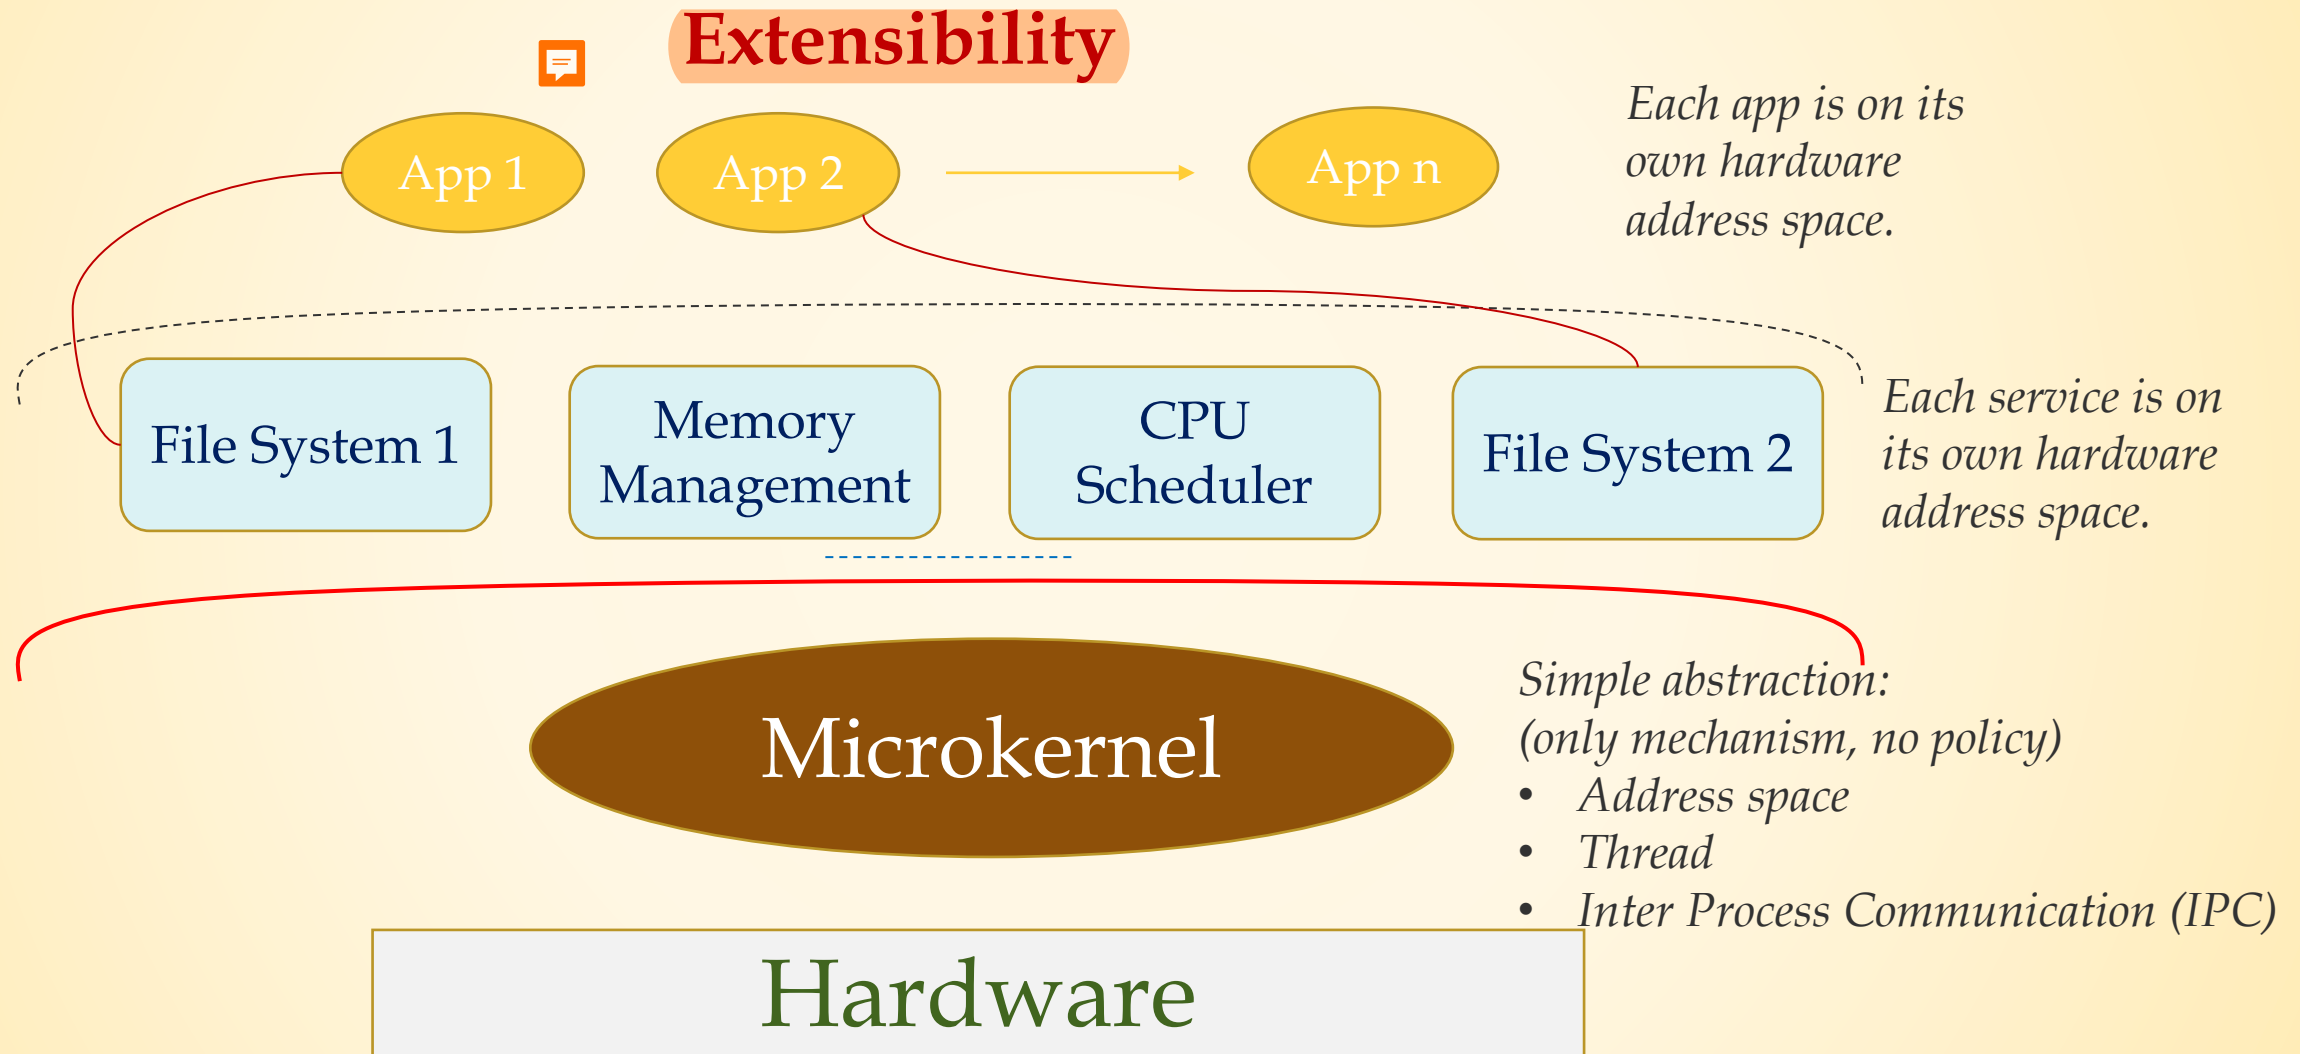 Extensibility
App 1
App 2
App n
Each app is on its
own hardware
address space.
File System 1
Memory
Management
CPU
Scheduler
File System 2
Each service is on
its own hardware
address space.
Microkernel
Simple abstraction:
(only mechanism, no policy)
• Address space
• Thread
• Inter Process Communication (IPC)
Hardware